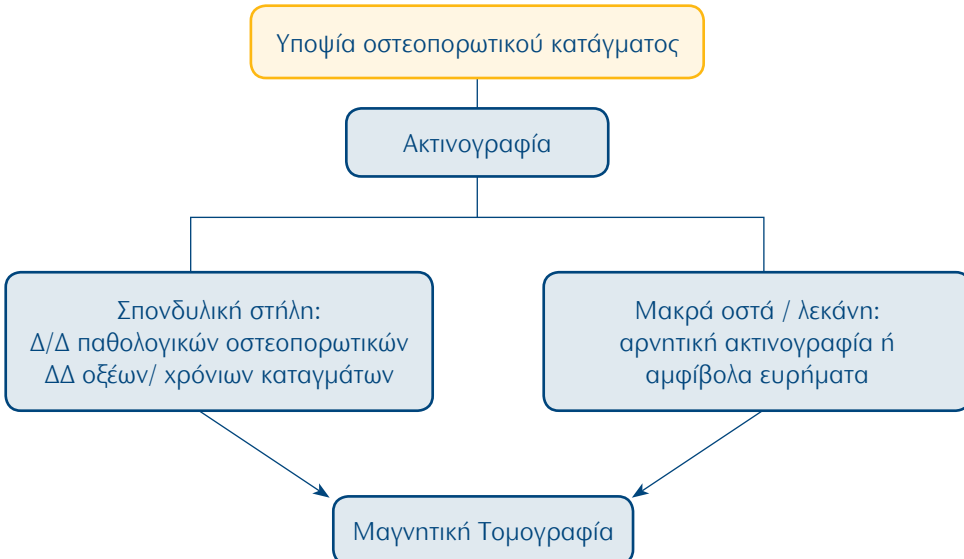 Υποψία οστεοπορωτικού κατάγματος
Ακτινογραφία
Σπονδυλική στήλη:
Δ/Δ παθολογικών οστεοπορωτικών
ΔΔ οξέων/ χρόνιων καταγμάτων
Μακρά οστά / λεκάνη:
αρνητική ακτινογραφία ή
αμφίβολα ευρήματα
Μαγνητική Τομογραφία